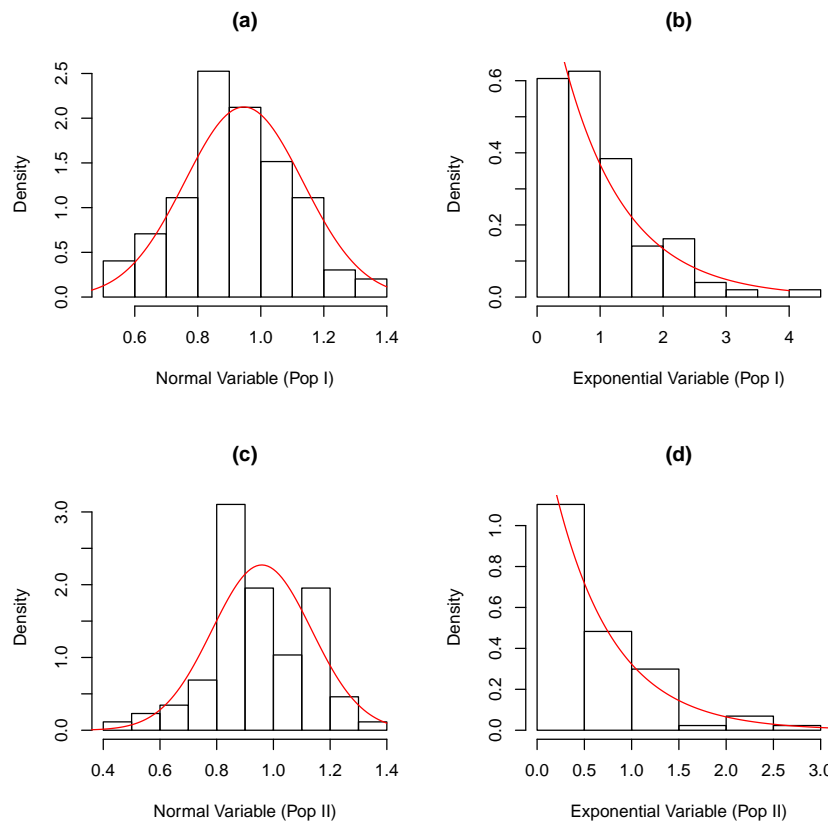 (a)
Density
0.0 0.5 1.0 1.5 2.0 2.5
0.6 0.8 1.0 1.2 1.4
Normal Variable (Pop I)
(b)
Density
0.0 0.2 0.4 0.6
0 1 2 3 4
Exponential Variable (Pop I)
(c)
Density
0.0 1.0 2.0 3.0
0.4 0.6 0.8 1.0 1.2 1.4
Normal Variable (Pop II)
(d)
Density
0.0 0.2 0.4 0.6 0.8 1.0
0.0 0.5 1.0 1.5 2.0 2.5 3.0
Exponential Variable (Pop II)